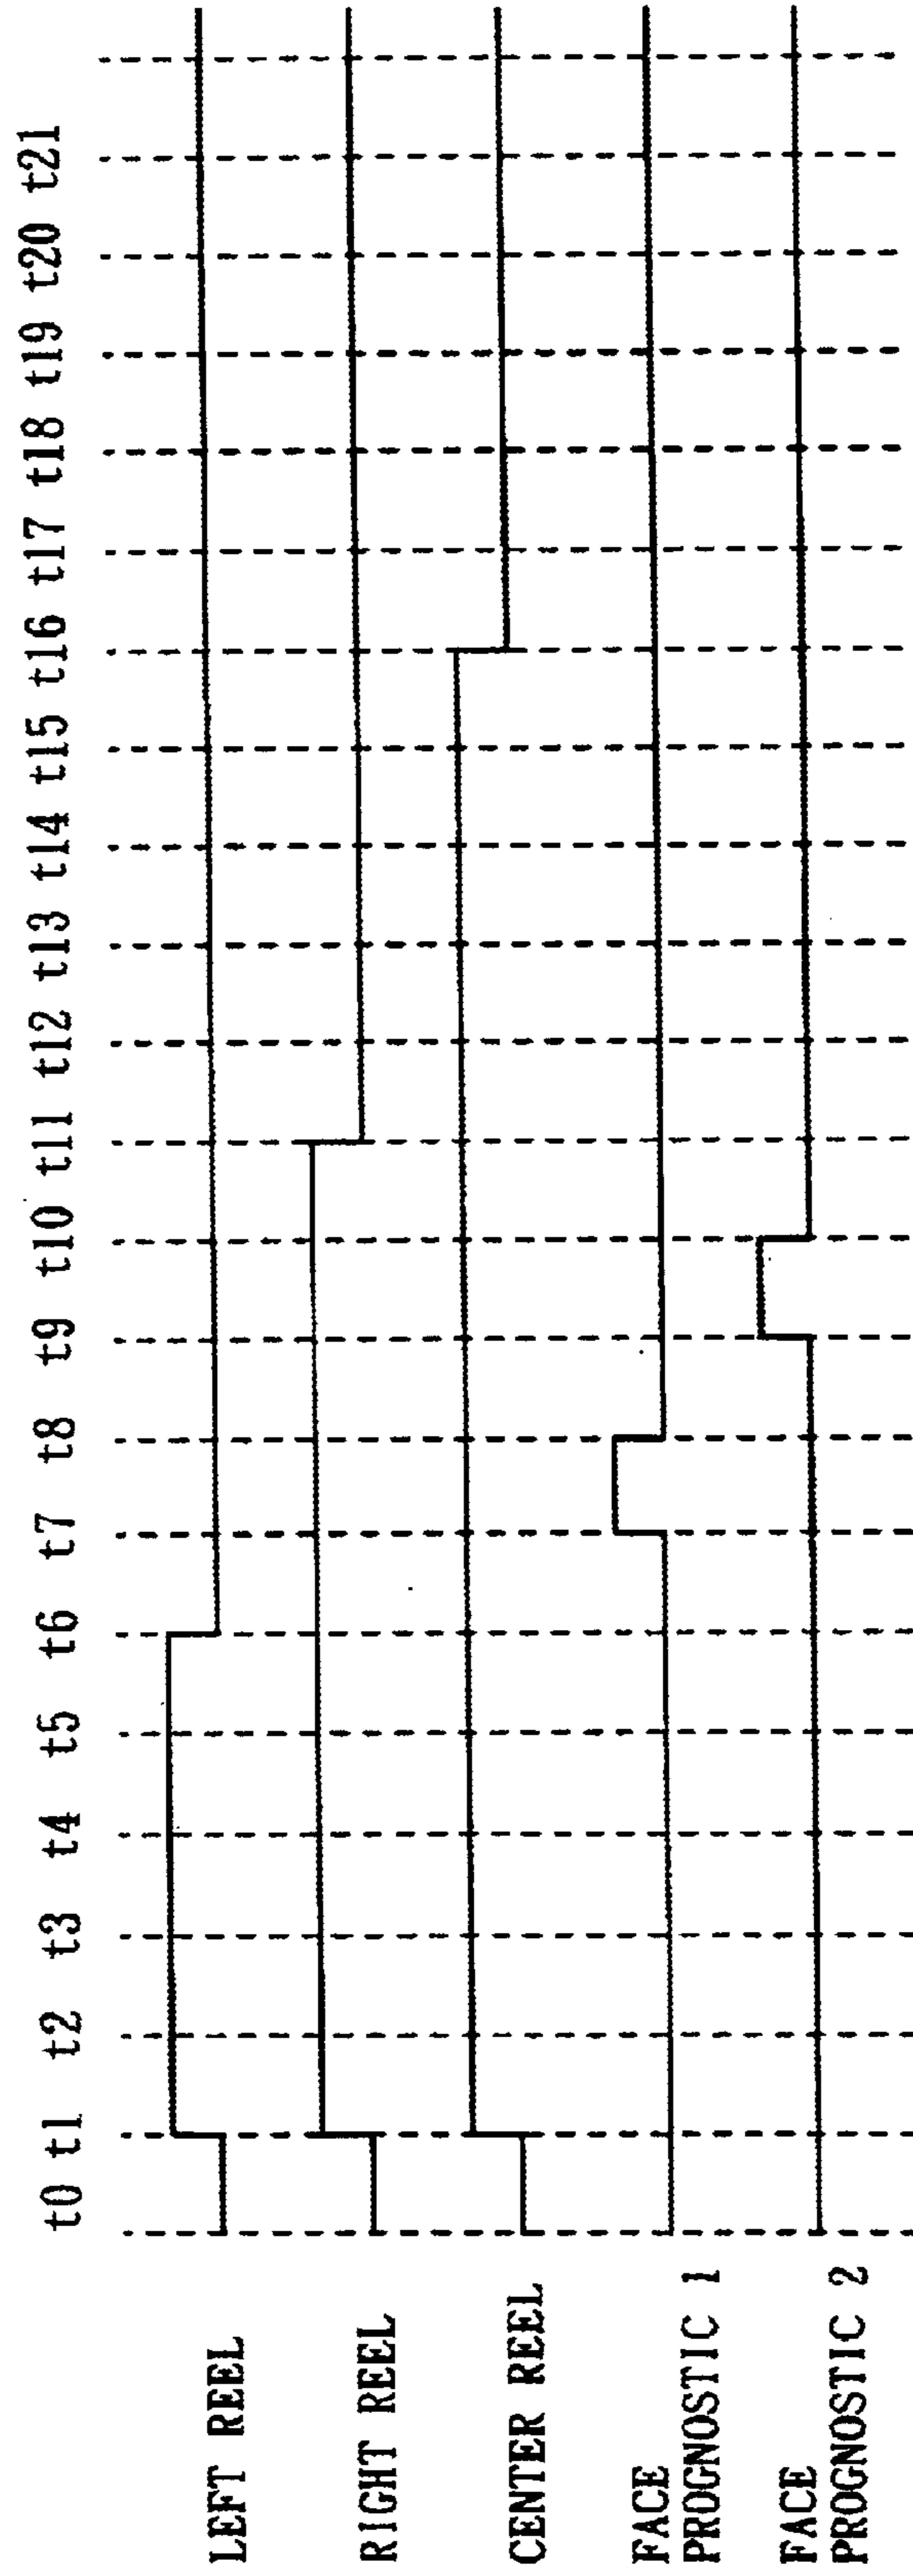 t0 t1 t2 t3 t4 t5 t6 t7 t8 t9 t10 t11 t12 t13 t14 t15 t16 t17 t18 t19 t20 t21
LEFT REEL
RIGHT REEL
CENTER REEL
FACE
PROGNOSTIC 1
FACE
PROGNOSTIC 2